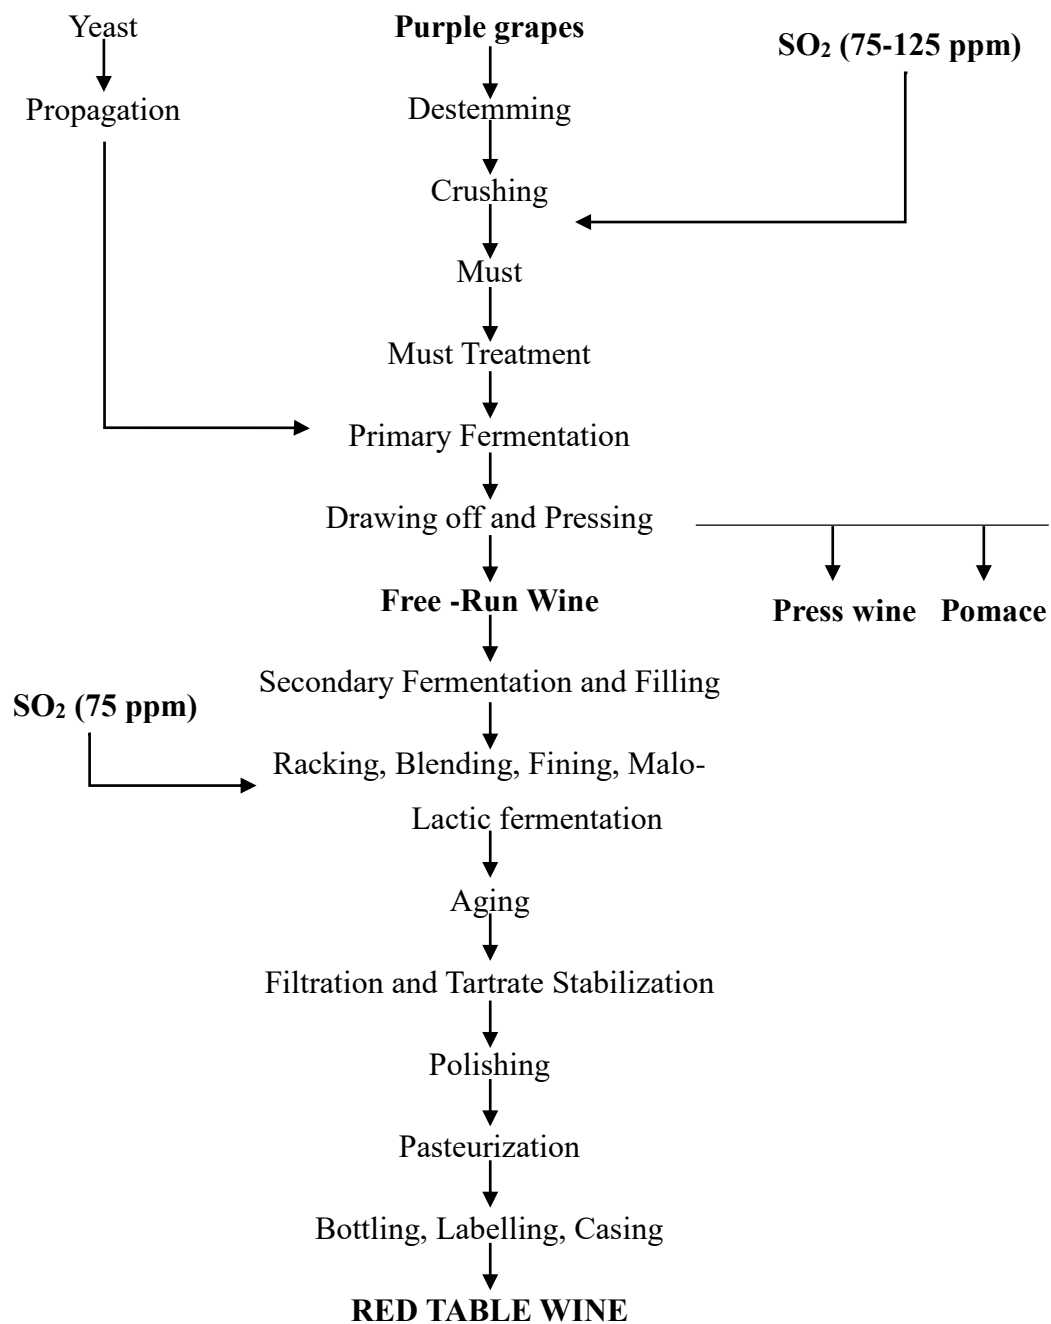 Yeast
Purple grapes
SO₂ (75-125 ppm)
Propagation
Destemming
Crushing
Must
Must Treatment
Primary Fermentation
Drawing off and Pressing
Free -Run Wine
Press wine
Pomace
Secondary Fermentation and Filling
SO₂ (75 ppm)
Racking, Blending, Fining, Malo-
Lactic fermentation
Aging
Filtration and Tartrate Stabilization
Polishing
Pasteurization
Bottling, Labelling, Casing
RED TABLE WINE